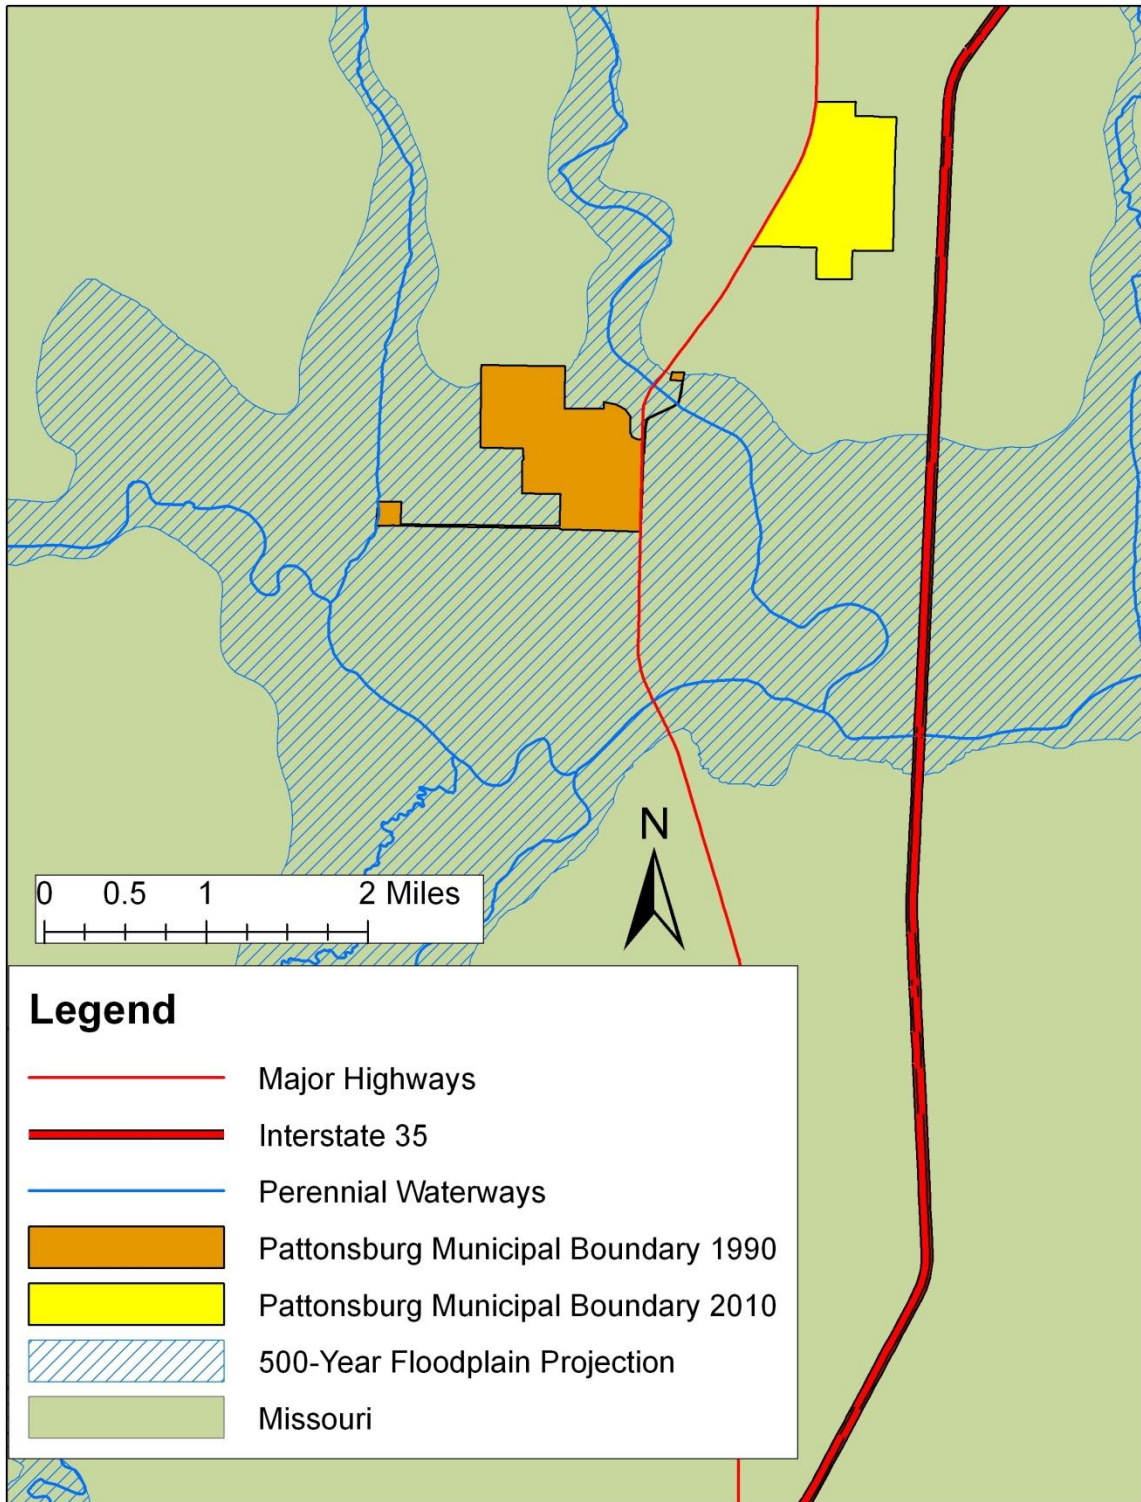 N
0 0.5 1 2 Miles
Legend
Major Highways
Interstate 35
Perennial Waterways
Pattonsburg Municipal Boundary 1990
Pattonsburg Municipal Boundary 2010
500-Year Floodplain Projection
Missouri